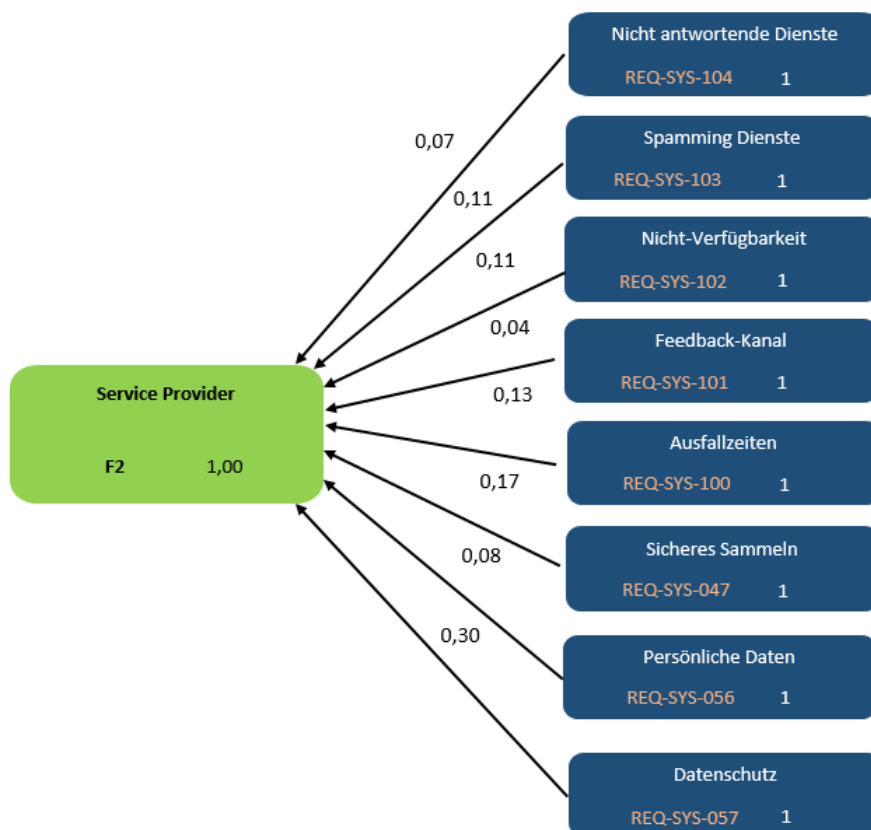 Nicht antwortende Dienste
REQ-SYS-104 1
0,07
Spamming Dienste
REQ-SYS-103 1
0,11
Nicht-Verfügbarkeit
REQ-SYS-102 1
0,11
Feedback-Kanal
REQ-SYS-101 1
0,04
Service Provider
F2 1,00
0,13
Ausfallzeiten
REQ-SYS-100 1
0,17
Sicheres Sammeln
REQ-SYS-047 1
0,08
Persönliche Daten
REQ-SYS-056 1
0,30
Datenschutz
REQ-SYS-057 1